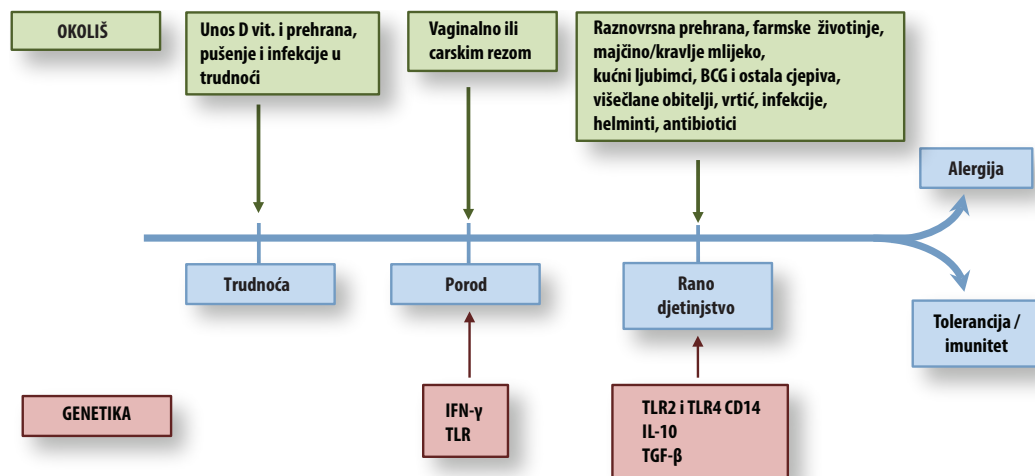 OKOLIŠ
Unos D vit. i prehrana,
pušenje i infekcije u
trudnoći
Vaginalno ili
carskim rezom
Raznovrsna prehrana, farmske životinje,
majčino/kravlje mlijeko,
kućni ljubimci, BCG i ostala cjepiva,
višečlane obitelji, vrtić, infekcije,
helminti, antibiotici
Alergija
Trudnoća
Porod
Rano
djetinjstvo
Tolerancija /
imunitet
GENETIKA
IFN-γ
TLR
TLR2 i TLR4 CD14
IL-10
TGF-β